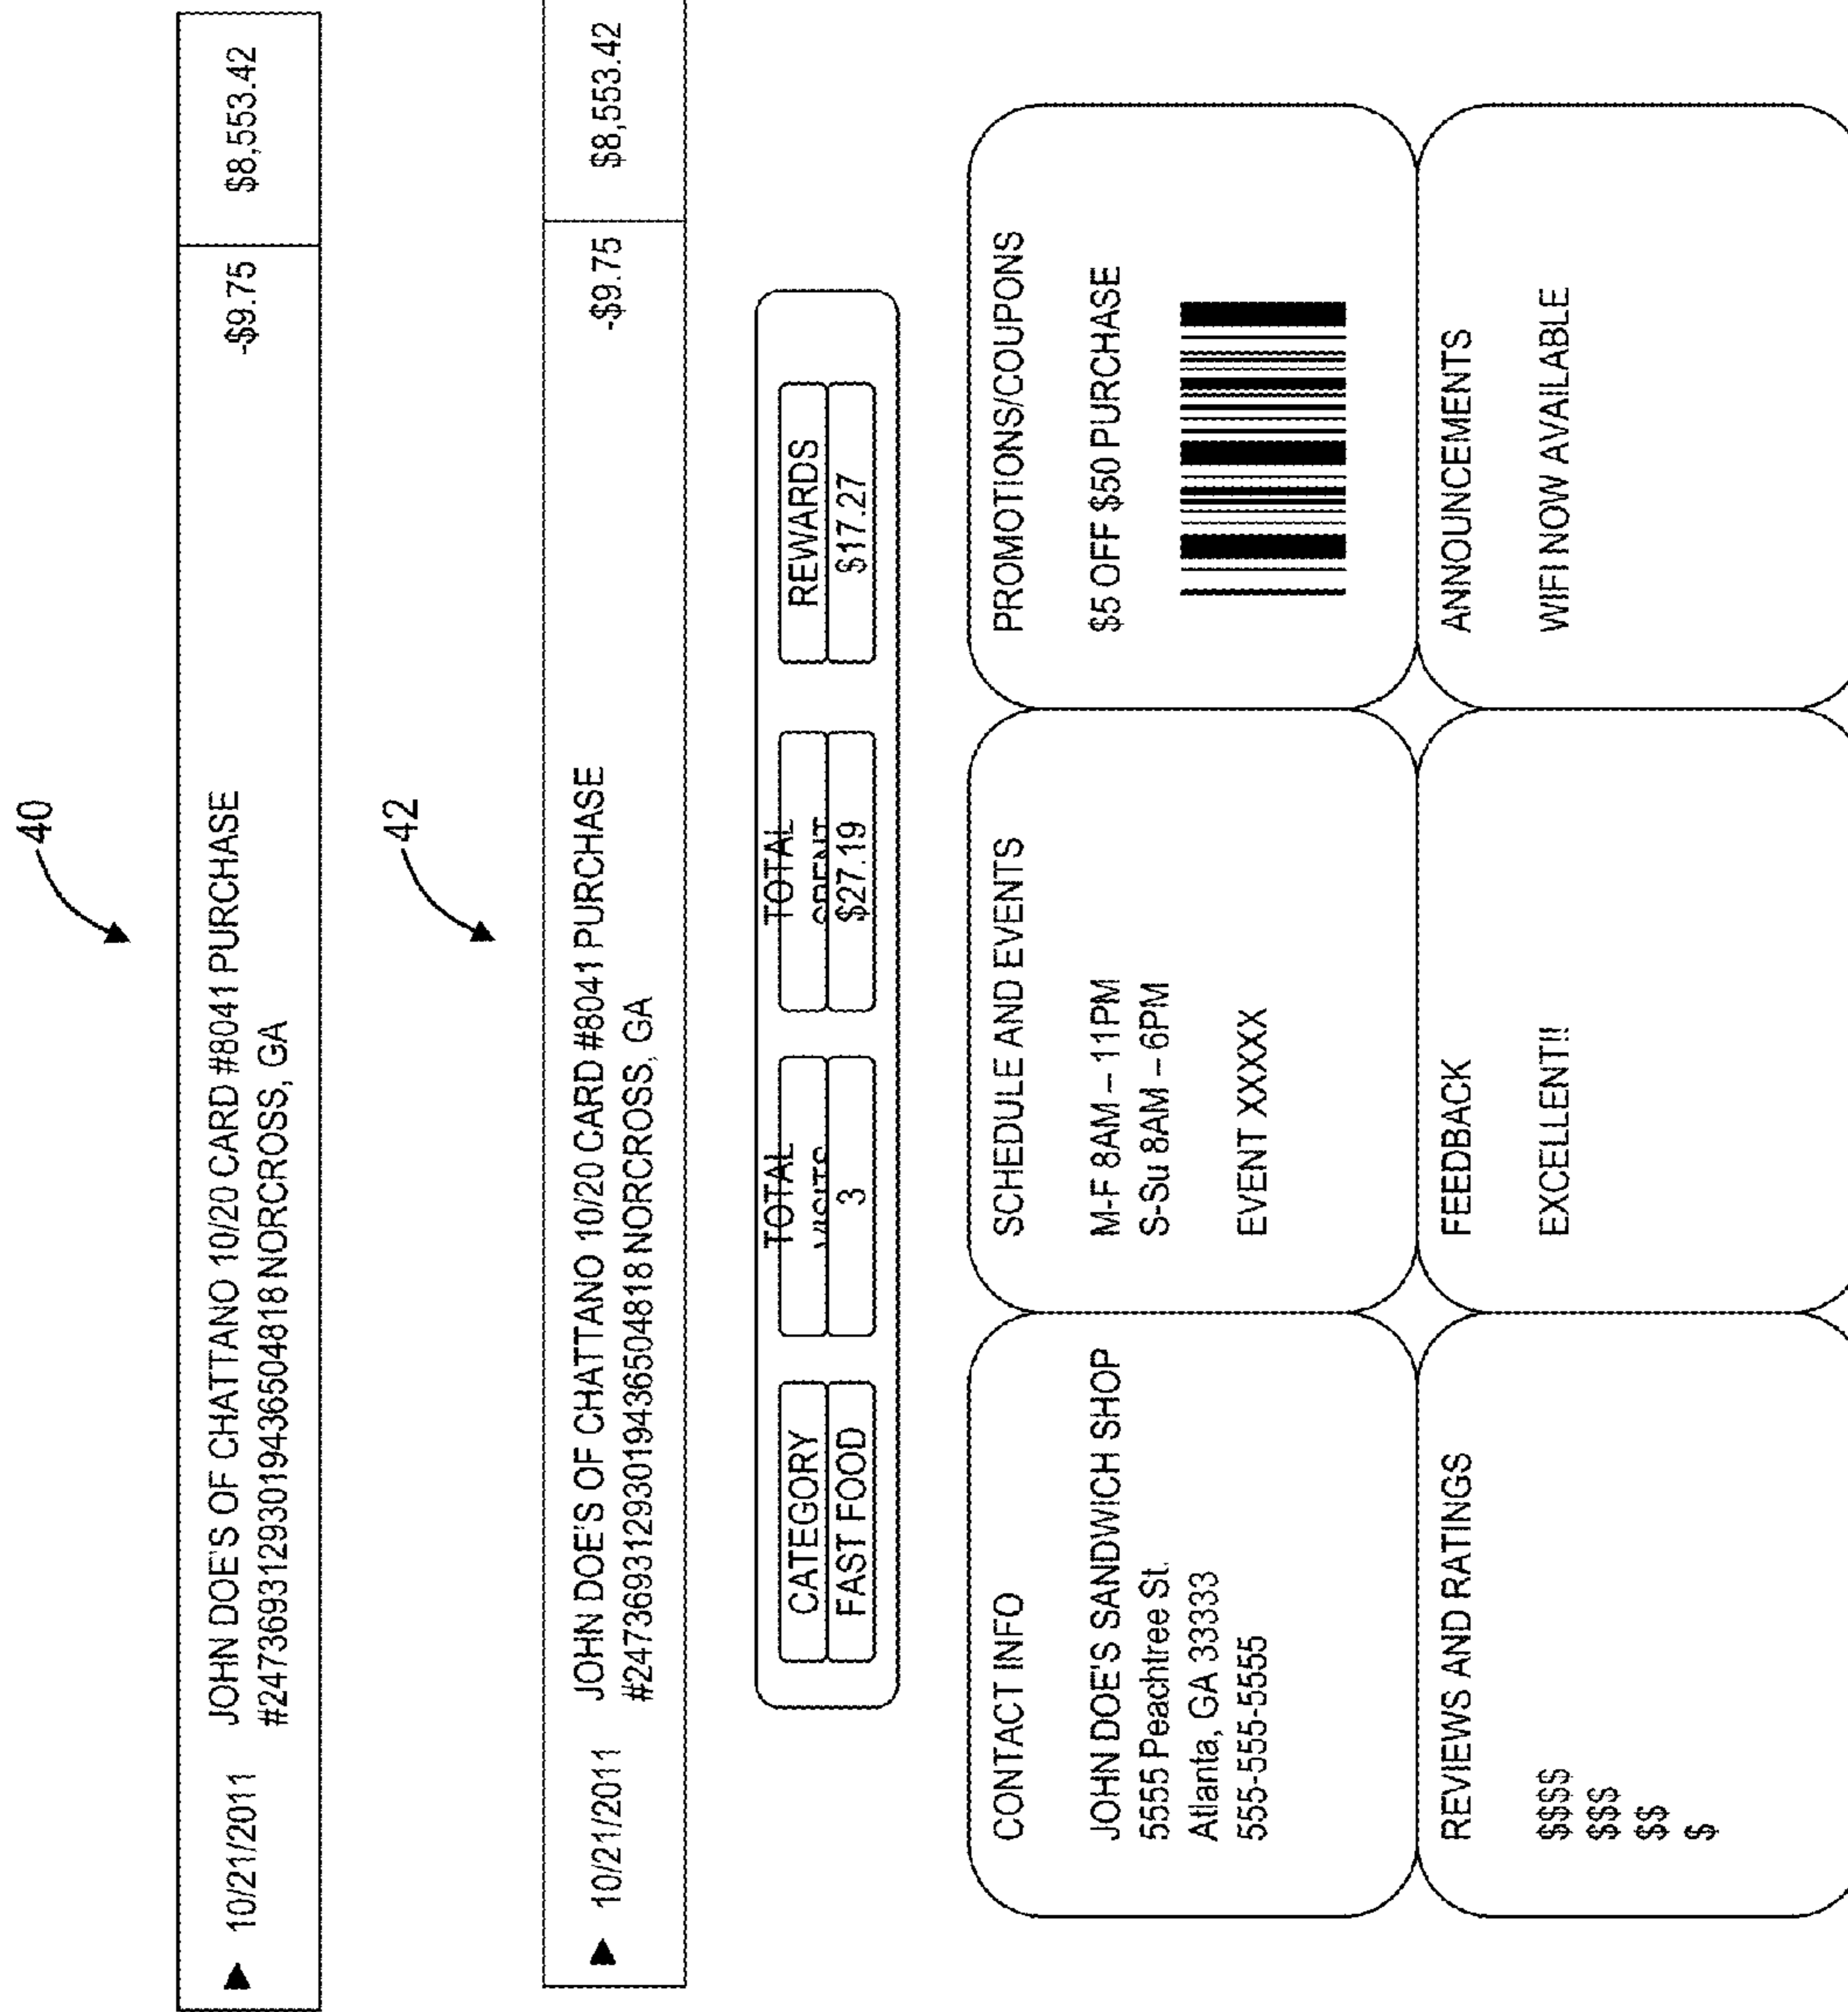 40
10/21/2011 JOHN DOE'S OF CHATTANO 10/20 CARD #8041 PURCHASE -$9.75 $8,553.42
#24736931293019436504818 NORCROSS, GA
42
10/21/2011 JOHN DOE'S OF CHATTANO 10/20 CARD #8041 PURCHASE -$9.75 $8,553.42
#24736931293019436504818 NORCROSS, GA
CATEGORY
FAST FOOD
TOTAL
VISITS
3
TOTAL
SPENT
$27.19
REWARDS
$17.27
CONTACT INFO
JOHN DOE'S SANDWICH SHOP
5555 Peachtree St.
Atlanta, GA 33333
555-555-5555
SCHEDULE AND EVENTS
M-F 8AM – 11PM
S-Su 8AM – 6PM
EVENT XXXXX
PROMOTIONS/COUPONS
$5 OFF $50 PURCHASE
REVIEWS AND RATINGS
$$$$
$$$
$$
$
FEEDBACK
EXCELLENT!!
ANNOUNCEMENTS
WIFI NOW AVAILABLE